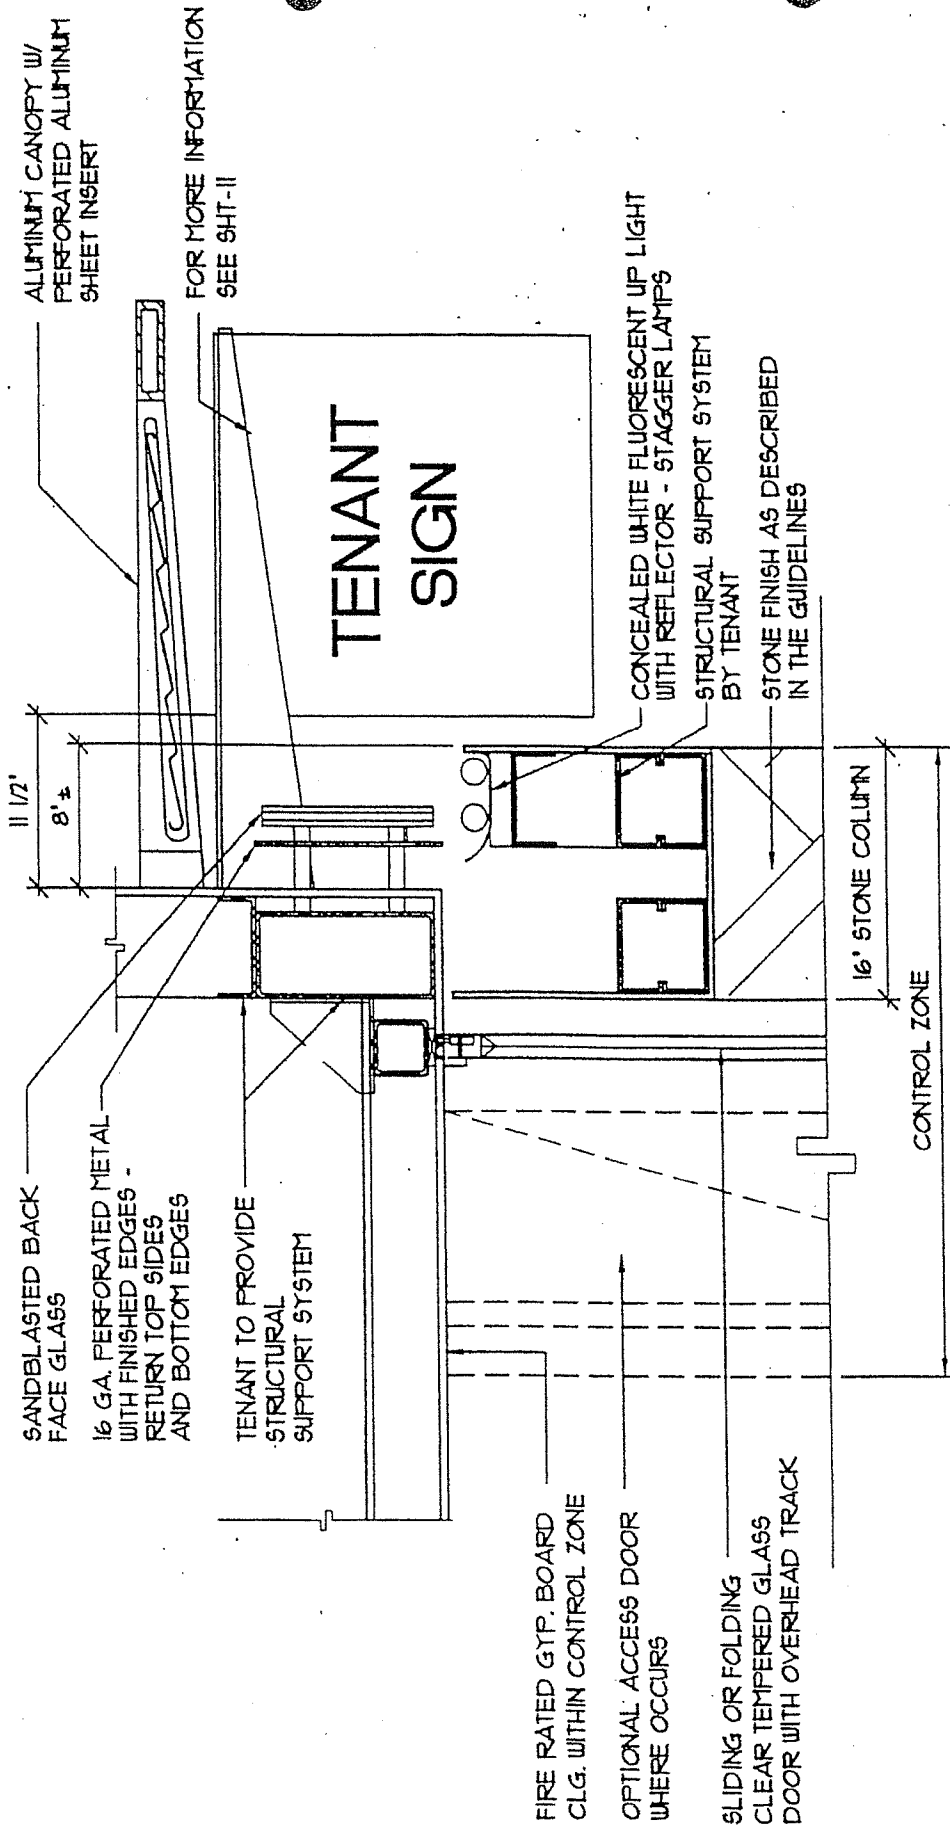 SANDBLASTED BACK
FACE GLASS
16 GA. PERFORATED METAL
WITH FINISHED EDGES -
RETURN TOP SIDES
AND BOTTOM EDGES
TENANT TO PROVIDE
STRUCTURAL
SUPPORT SYSTEM
11 1/2"
8" ±
ALUMINUM CANOPY W/
PERFORATED ALUMINUM
SHEET INSERT
FOR MORE INFORMATION
SEE SHT-11
TENANT
SIGN
CONCEALED WHITE FLUORESCENT UP LIGHT
WITH REFLECTOR - STAGGER LAMPS
STRUCTURAL SUPPORT SYSTEM
BY TENANT
STONE FINISH AS DESCRIBED
IN THE GUIDELINES
FIRE RATED GYP. BOARD
CLG. WITHIN CONTROL ZONE
OPTIONAL ACCESS DOOR
WHERE OCCURS
SLIDING OR FOLDING
CLEAR TEMPERED GLASS
DOOR WITH OVERHEAD TRACK
16" STONE COLUMN
CONTROL ZONE